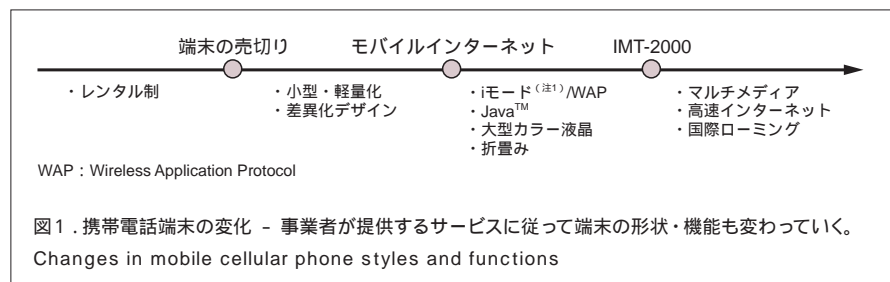 端末の売切り モバイルインターネット IMT-2000
・レンタル制 ・小型・軽量化 ・iモード(注1)/WAP ・マルチメディア
・差異化デザイン ・Java™ ・高速インターネット
・大型カラー液晶 ・国際ローミング
・折畳み
WAP：Wireless Application Protocol
図1．携帯電話端末の変化 － 事業者が提供するサービスに従って端末の形状・機能も変わっていく。
Changes in mobile cellular phone styles and functions